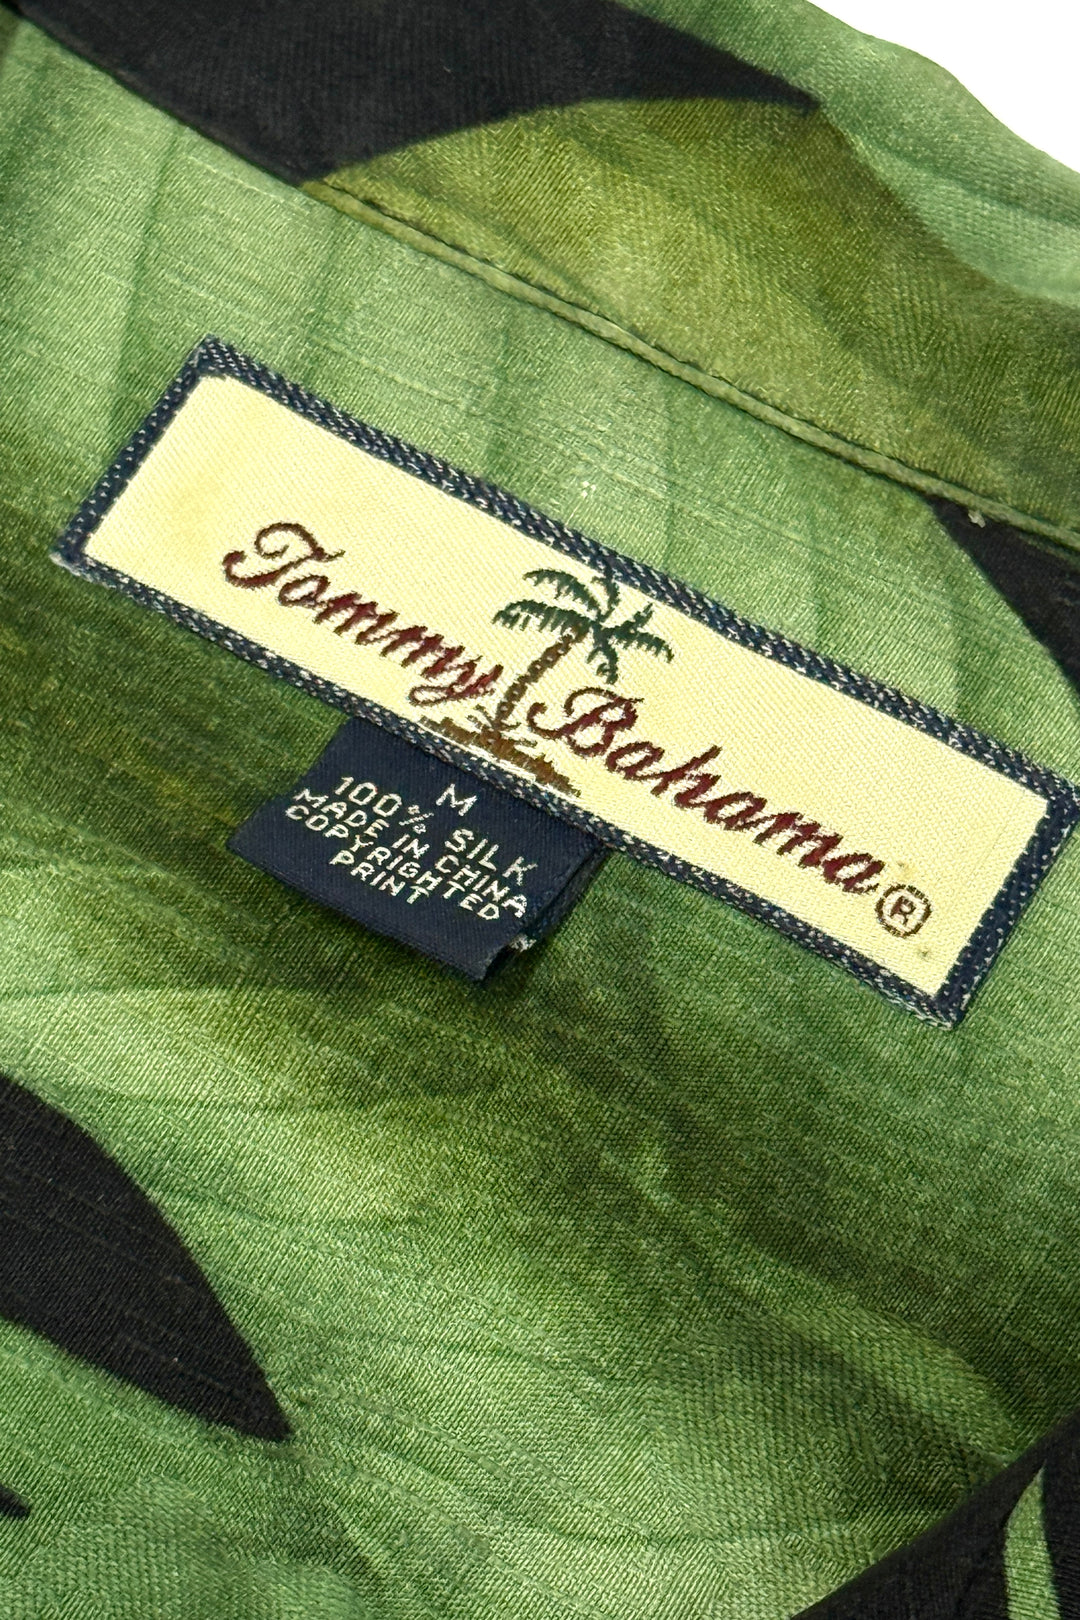 Tommy Bahama®
M
100% SILK
MADE IN CHINA
COPYRIGHTED
PRINT